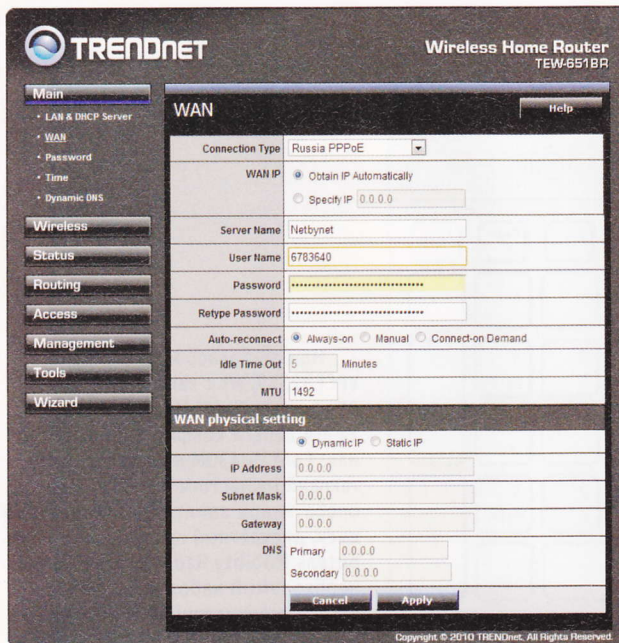 TRENDNET
Wireless Home Router
TEW-651BR
Main
• LAN & DHCP Server
• WAN
• Password
• Time
• Dynamic DNS
Wireless
Status
Routing
Access
Management
Tools
Wizard
WAN
Help
Connection Type Russia PPPoE
WAN IP Obtain IP Automatically
Specify IP 0.0.0.0
Server Name Netbynet
User Name 6783640
Password ••••••••••••••••••••••••••••••••
Retype Password ••••••••••••••••••••••••••••••••
Auto-reconnect Always-on Manual Connect-on Demand
Idle Time Out 5 Minutes
MTU 1492
WAN physical setting
Dynamic IP Static IP
IP Address 0.0.0.0
Subnet Mask 0.0.0.0
Gateway 0.0.0.0
DNS Primary 0.0.0.0
Secondary 0.0.0.0
Cancel Apply
Copyright © 2010 TRENDnet. All Rights Reserved.